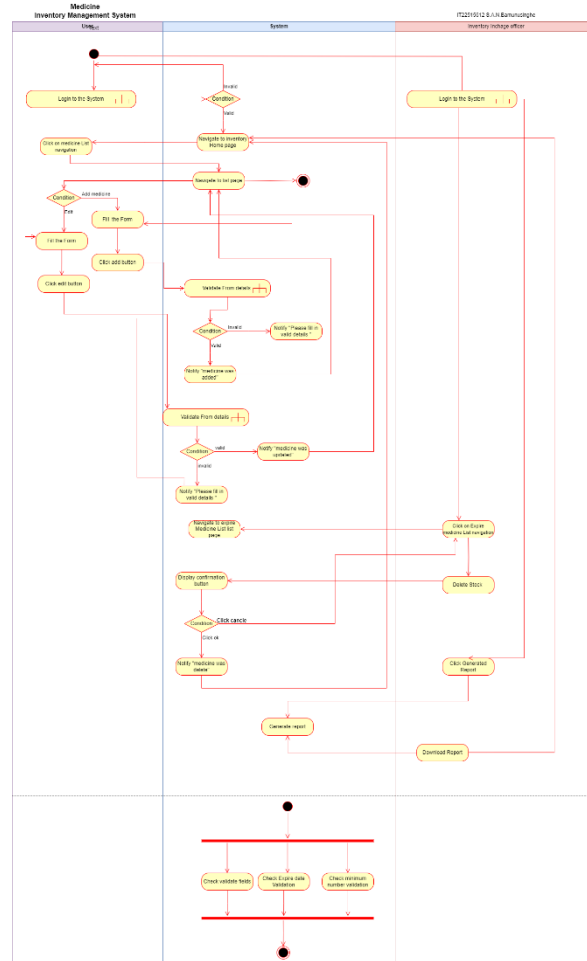 Medicine
Inventory Management System
IT22515612 B.A.N.Bamunusinghe
User
System
Inventory Incharge officer
Login to the System
Invalid
Condition
Valid
Login to the System
Click on medicine List
navigation
Navigate to Inventory
Home page
Navigate to list page
Condition
Add medicine
Edit
Fill the Form
Fill the Form
Click add button
Click edit button
Validate From details
Condition
Invalid
Valid
Notify "Please fill in
valid details "
Notify "medicine was
added"
Validate From details
Condition
valid
invalid
Notify "medicine was
updated"
Notify "Please fill in
valid details "
Navigate to expire
Medicine List list
page
Click on Expire
medicine List navigation
Display confirmation
button
Delete Stock
Condition
Click cancle
Click ok
Notify "medicine was
delete"
Click Generated
Report
Generate report
Download Report
Check validate fields
Check Expire date
Validation
Check minimum
number validation